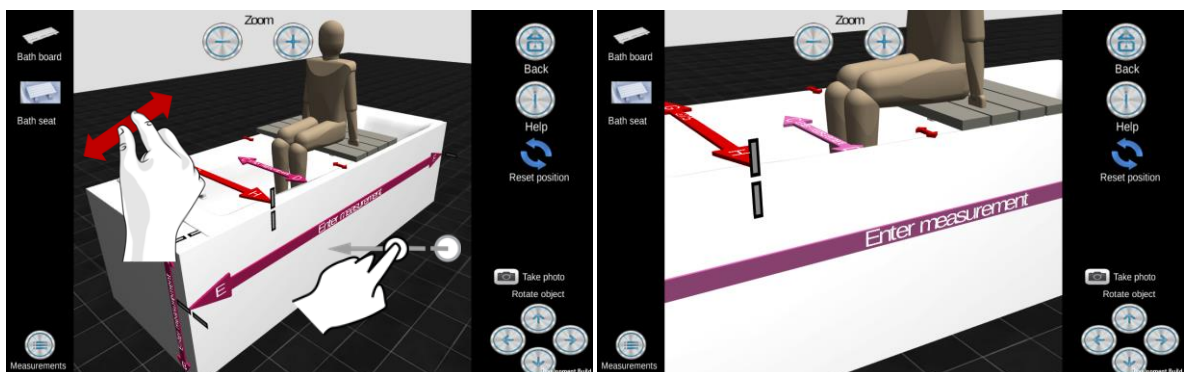 Zoom
Bath board
Bath seat
Back
Help
Reset position
H
Enter measurement
E
Take photo
Rotate object
Measurements
Zoom
Bath board
Bath seat
Back
Help
Reset position
H
Enter measurement
Take photo
Rotate object
Measurements